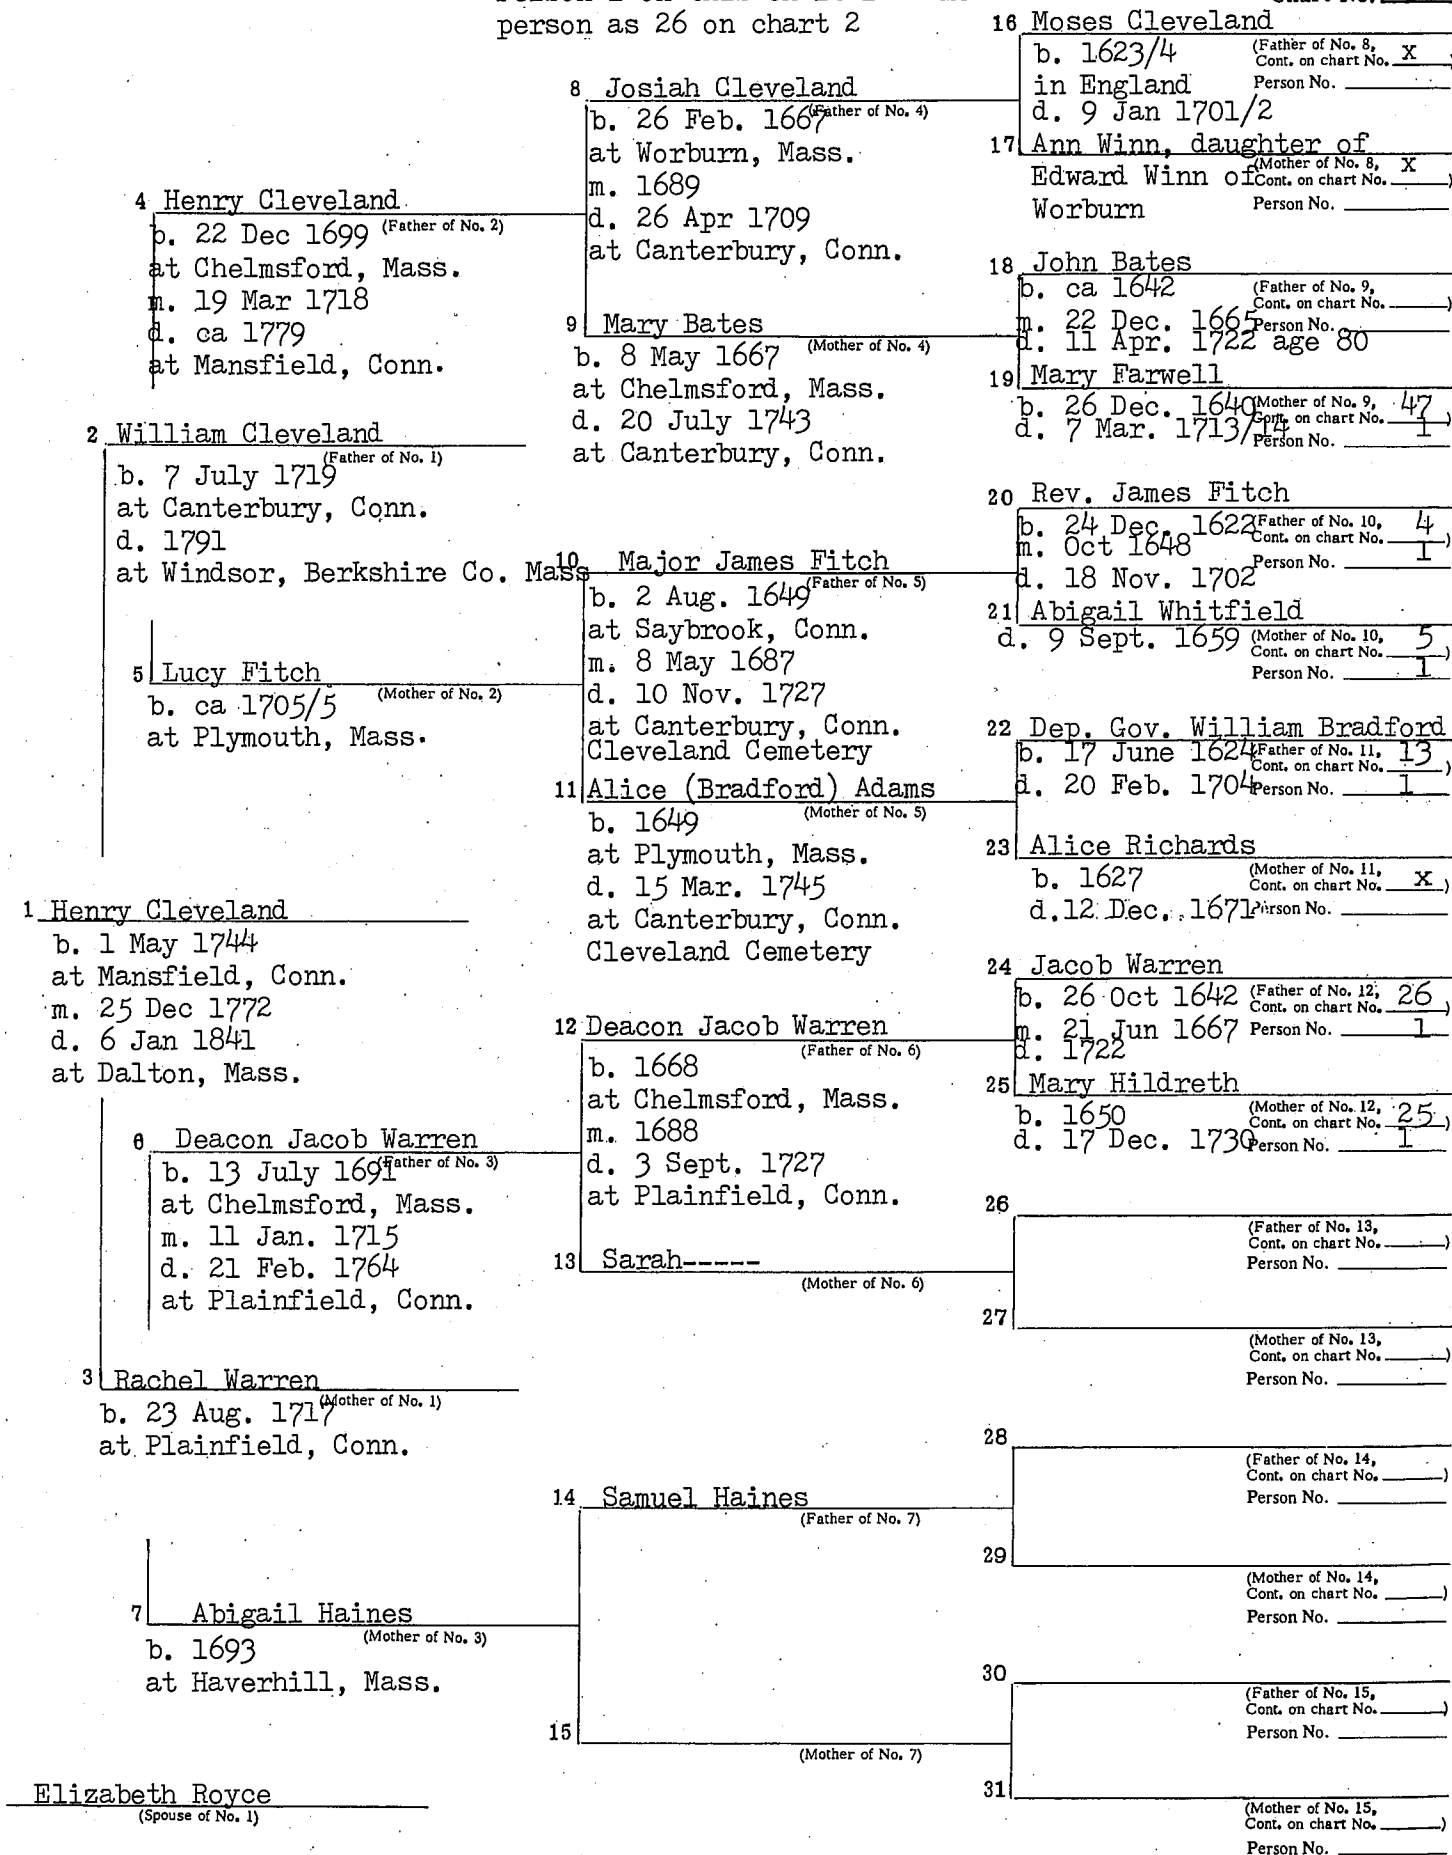 person as 26 on chart 2
16 Moses Cleveland
b. 1623/4 (Father of No. 8,
Cont. on chart No. X )
in England Person No.
d. 9 Jan 1701/2
17 Ann Winn, daughter of
Edward Winn of (Mother of No. 8,
Cont. on chart No. X )
Worburn Person No.
8 Josiah Cleveland
(Father of No. 4)
b. 26 Feb. 1667
at Worburn, Mass.
m. 1689
d. 26 Apr 1709
at Canterbury, Conn.
4 Henry Cleveland
b. 22 Dec 1699 (Father of No. 2)
at Chelmsford, Mass.
m. 19 Mar 1718
d. ca 1779
at Mansfield, Conn.
9 Mary Bates
(Mother of No. 4)
b. 8 May 1667
at Chelmsford, Mass.
d. 20 July 1743
at Canterbury, Conn.
18 John Bates
b. ca 1642 (Father of No. 9,
Cont. on chart No. )
m. 22 Dec. 1665 Person No.
d. 11 Apr. 1722 age 80
19 Mary Farwell
b. 26 Dec. 1640 (Mother of No. 9, 47
Cont. on chart No. )
d. 7 Mar. 1713/14 Person No. 1
2 William Cleveland
(Father of No. 1)
b. 7 July 1719
at Canterbury, Conn.
d. 1791
at Windsor, Berkshire Co. Mass
20 Rev. James Fitch
b. 24 Dec. 1622 (Father of No. 10, 4
Cont. on chart No. )
m. Oct 1648
Person No. 1
d. 18 Nov. 1702
21 Abigail Whitfield
d. 9 Sept. 1659 (Mother of No. 10, 5
Cont. on chart No. )
Person No. 1
10 Major James Fitch
(Father of No. 5)
b. 2 Aug. 1649
at Saybrook, Conn.
m. 8 May 1687
d. 10 Nov. 1727
at Canterbury, Conn.
Cleveland Cemetery
5 Lucy Fitch
(Mother of No. 2)
b. ca 1705/5
at Plymouth, Mass.
11 Alice (Bradford) Adams
(Mother of No. 5)
b. 1649
at Plymouth, Mass.
d. 15 Mar. 1745
at Canterbury, Conn.
Cleveland Cemetery
22 Dep. Gov. William Bradford
b. 17 June 1624 (Father of No. 11, 13
Cont. on chart No. )
d. 20 Feb. 1704 Person No. 1
23 Alice Richards
b. 1627 (Mother of No. 11,
Cont. on chart No. X )
d. 12 Dec. 1671 Person No.
1 Henry Cleveland
b. 1 May 1744
at Mansfield, Conn.
m. 25 Dec 1772
d. 6 Jan 1841
at Dalton, Mass.
24 Jacob Warren
b. 26 Oct 1642 (Father of No. 12, 26
Cont. on chart No. )
m. 21 Jun 1667 Person No. 1
d. 1722
25 Mary Hildreth
b. 1650 (Mother of No. 12, 25
Cont. on chart No. )
d. 17 Dec. 1730 Person No. 1
12 Deacon Jacob Warren
(Father of No. 6)
b. 1668
at Chelmsford, Mass.
m. 1688
d. 3 Sept. 1727
at Plainfield, Conn.
6 Deacon Jacob Warren
(Father of No. 3)
b. 13 July 1691
at Chelmsford, Mass.
m. 11 Jan. 1715
d. 21 Feb. 1764
at Plainfield, Conn.
13 Sarah-----
(Mother of No. 6)
26
(Father of No. 13,
Cont. on chart No. )
Person No.
27
(Mother of No. 13,
Cont. on chart No. )
Person No.
3 Rachel Warren
(Mother of No. 1)
b. 23 Aug. 1717
at Plainfield, Conn.
28
(Father of No. 14,
Cont. on chart No. )
Person No.
14 Samuel Haines
(Father of No. 7)
29
(Mother of No. 14,
Cont. on chart No. )
Person No.
7 Abigail Haines
(Mother of No. 3)
b. 1693
at Haverhill, Mass.
30
(Father of No. 15,
Cont. on chart No. )
Person No.
15
(Mother of No. 7)
31
(Mother of No. 15,
Cont. on chart No. )
Person No.
Elizabeth Royce
(Spouse of No. 1)